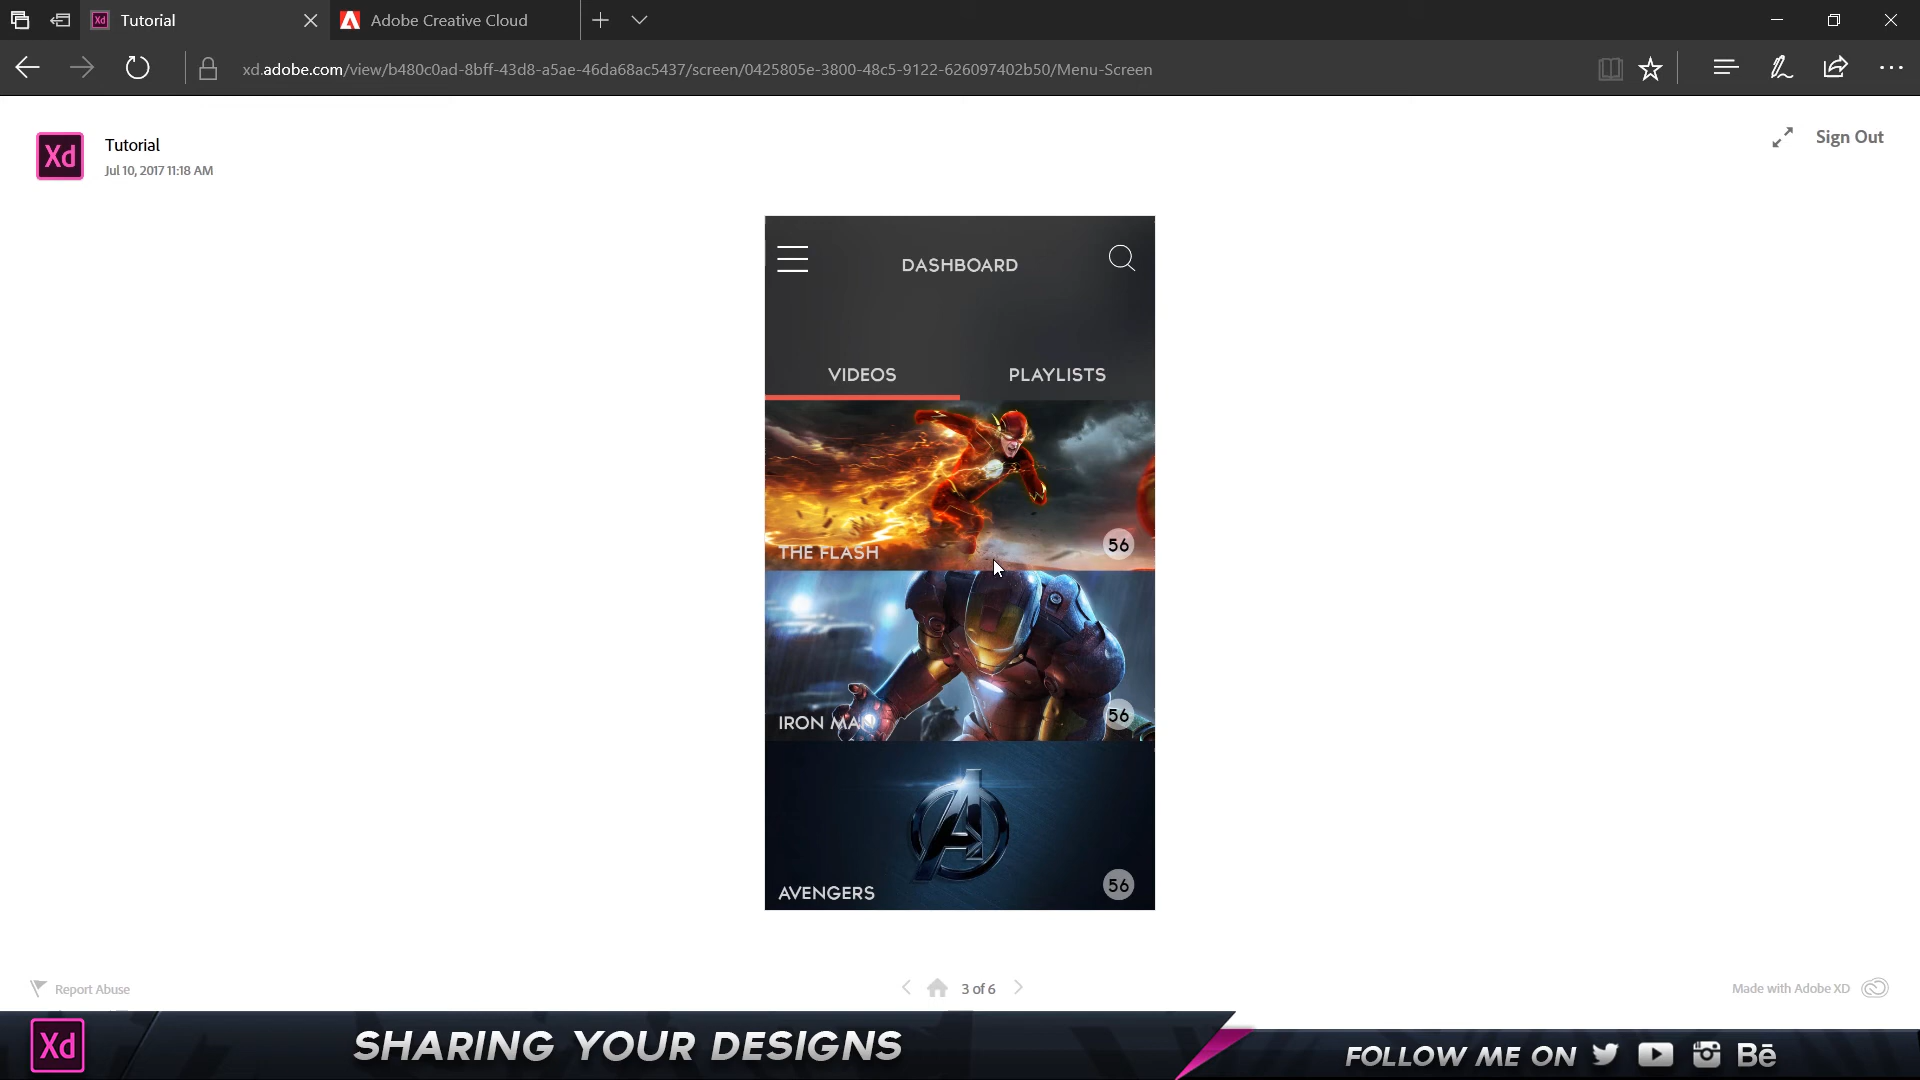 Xd Tutorial
Adobe Creative Cloud
xd.adobe.com/view/b480c0ad-8bff-43d8-a5ae-46da68ac5437/screen/0425805e-3800-48c5-9122-626097402b50/Menu-Screen
Xd
Tutorial
Jul 10, 2017 11:18 AM
Sign Out
DASHBOARD
VIDEOS PLAYLISTS
THE FLASH 56
IRON MAN 56
AVENGERS 56
Report Abuse
3 of 6
Made with Adobe XD
Xd
SHARING YOUR DESIGNS
FOLLOW ME ON
Bē